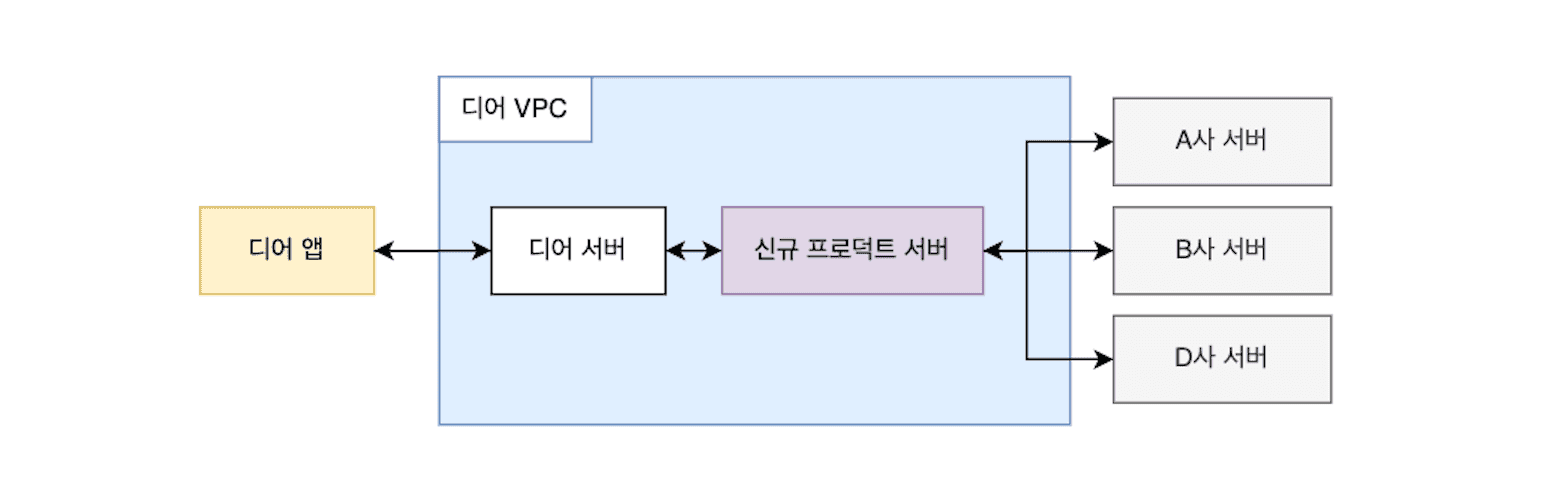 디어 VPC
디어 앱
디어 서버
신규 프로덕트 서버
A사 서버
B사 서버
D사 서버